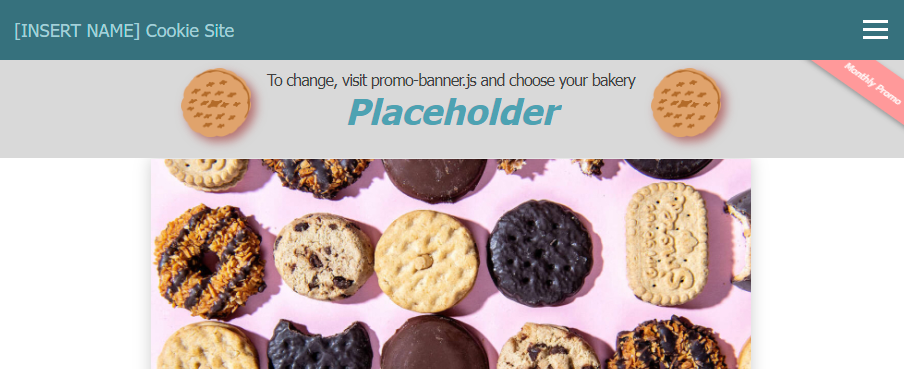 [INSERT NAME] Cookie Site
To change, visit promo-banner.js and choose your bakery
Placeholder
Monthly Promo